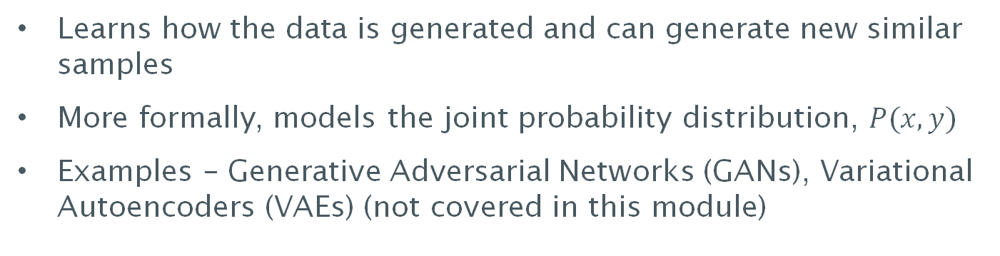 • Learns how the data is generated and can generate new similar
samples
• More formally, models the joint probability distribution, P(x, y)
• Examples – Generative Adversarial Networks (GANs), Variational
Autoencoders (VAEs) (not covered in this module)